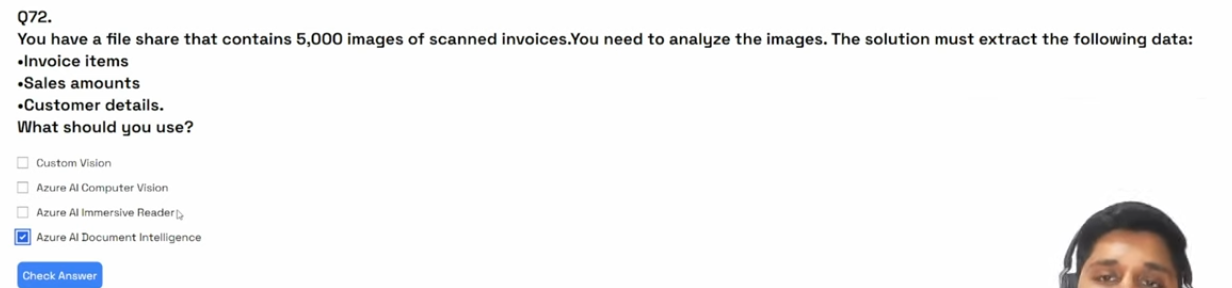 Q72.
You have a file share that contains 5,000 images of scanned invoices.You need to analyze the images. The solution must extract the following data:
•Invoice items
•Sales amounts
•Customer details.
What should you use?
Custom Vision
Azure AI Computer Vision
Azure AI Immersive Reader
Azure AI Document Intelligence
Check Answer